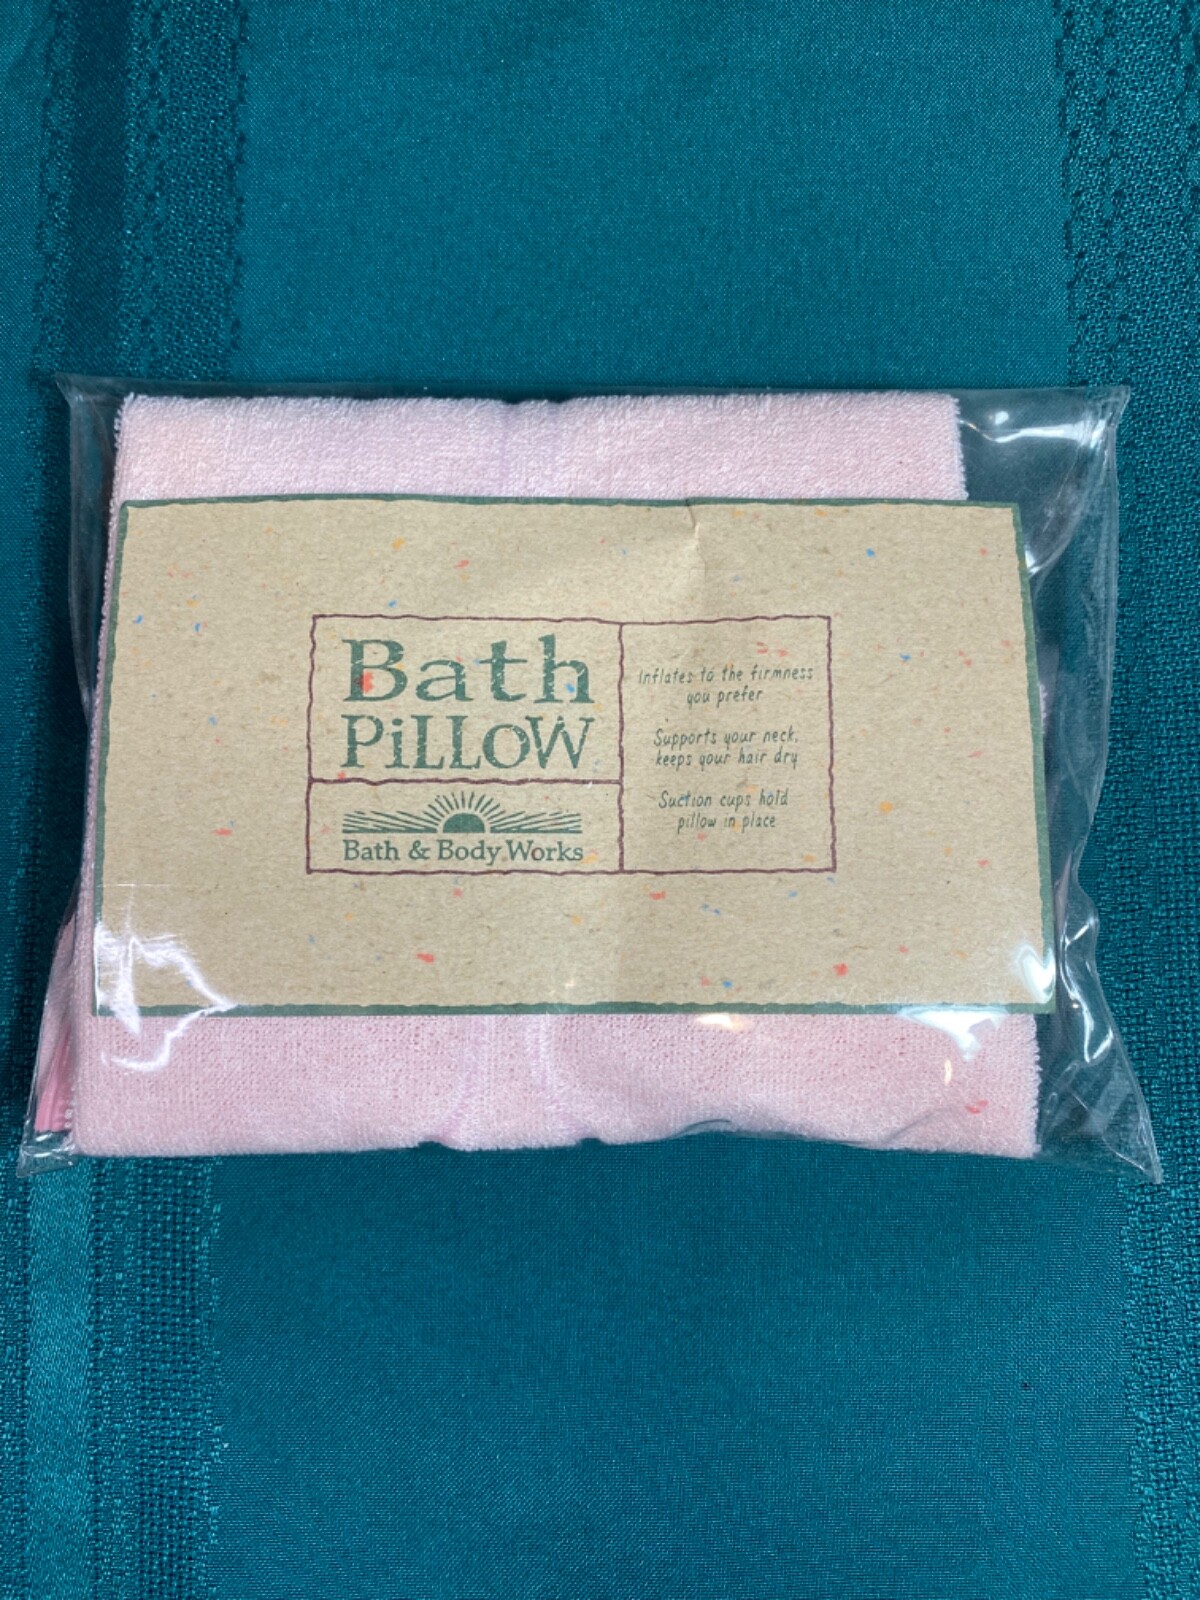 Bath
PiLLoW
Bath & Body Works
Inflates to the firmness
you prefer
Supports your neck,
keeps your hair dry
Suction cups hold
pillow in place